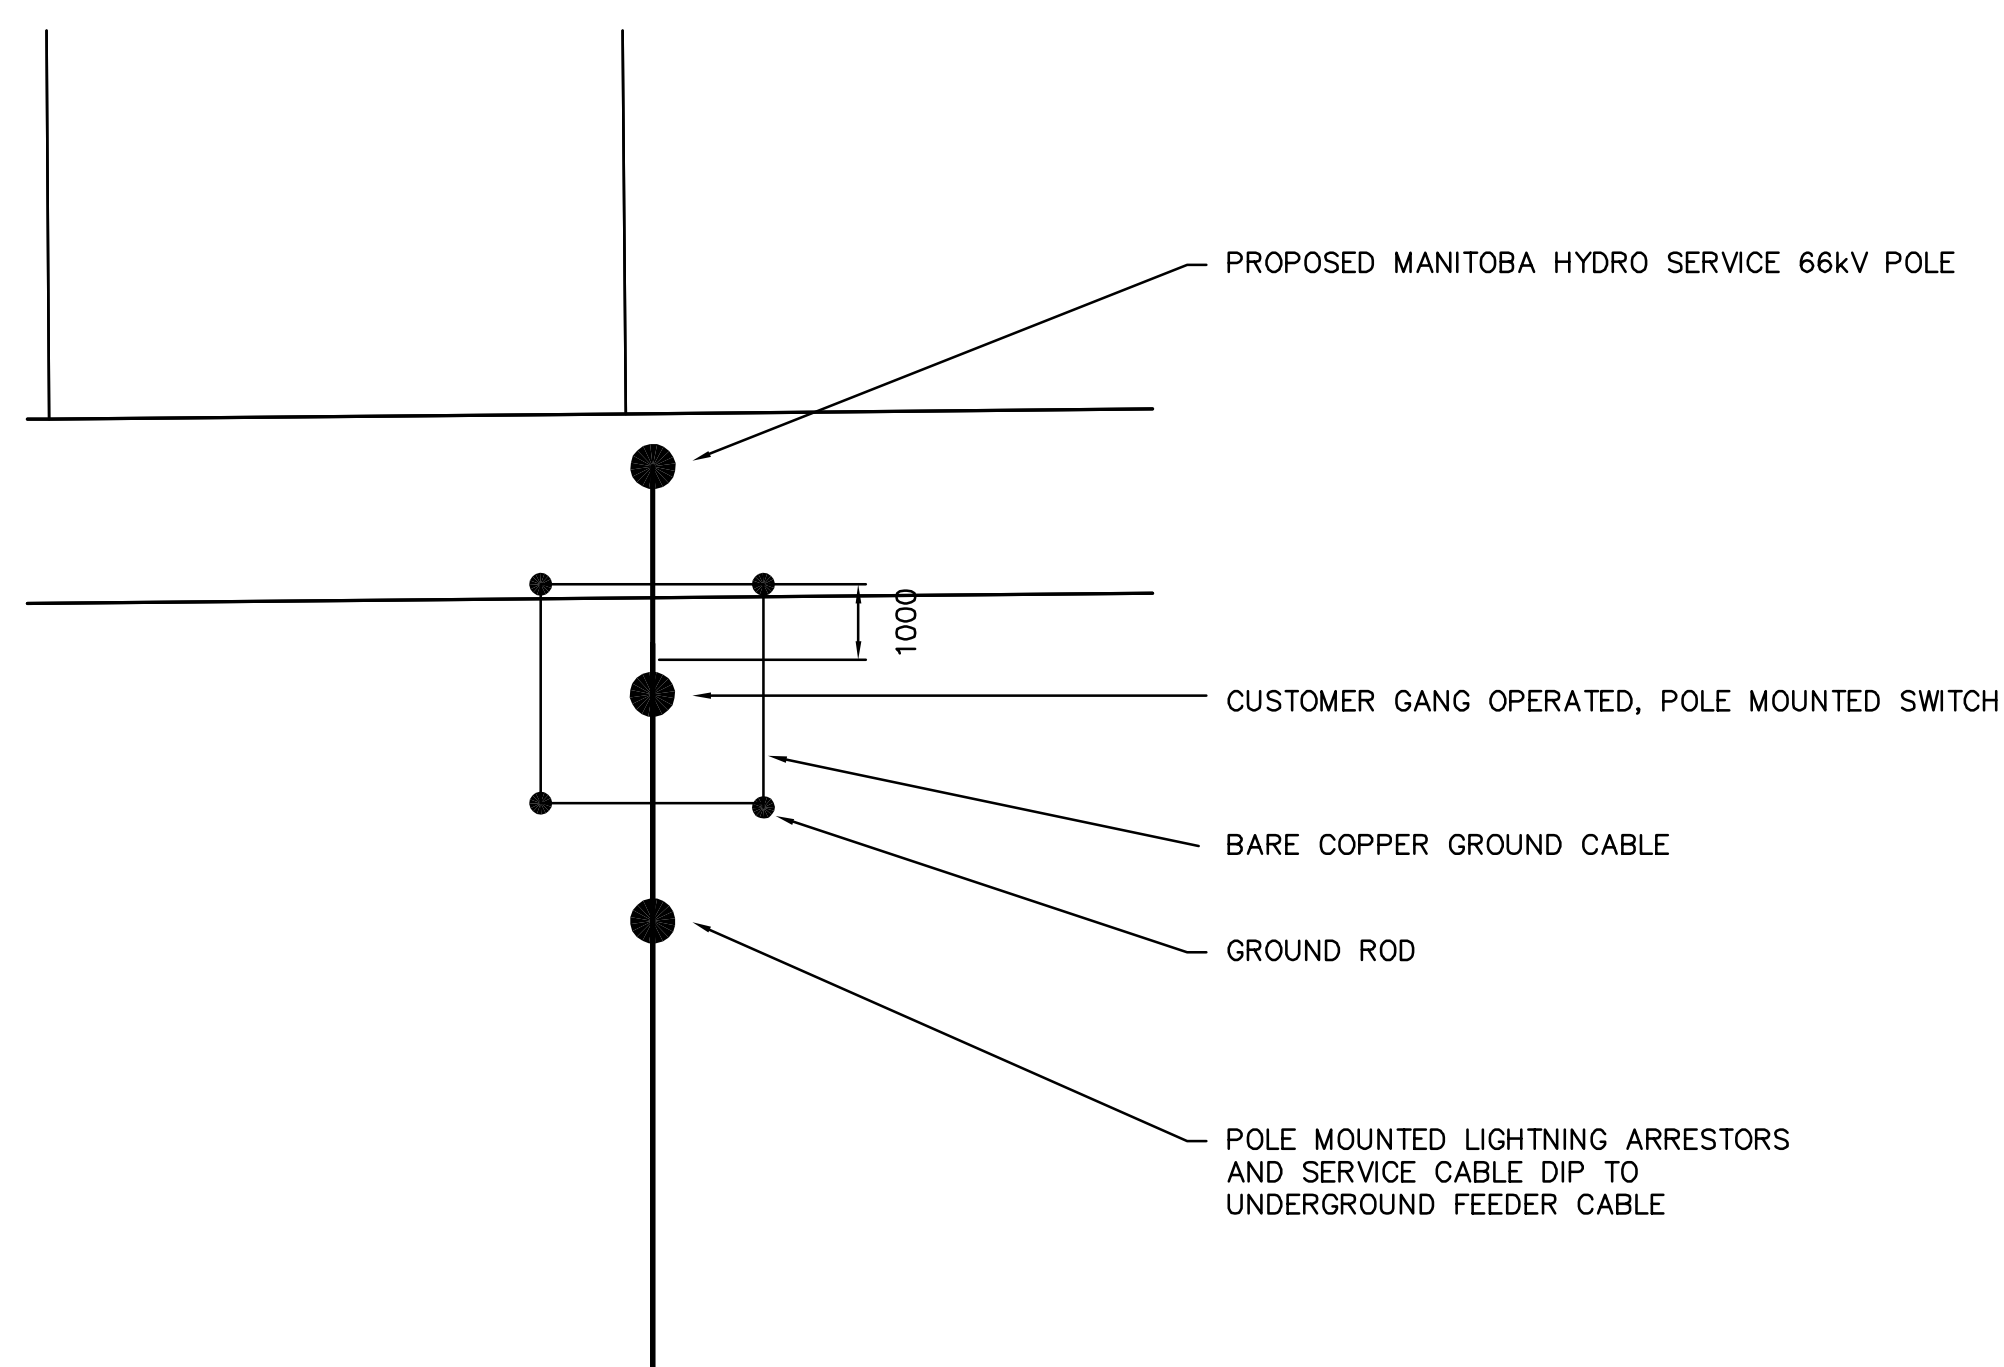 PROPOSED MANITOBA HYDRO SERVICE 66kV POLE
1000
CUSTOMER GANG OPERATED, POLE MOUNTED SWITCH
BARE COPPER GROUND CABLE
GROUND ROD
POLE MOUNTED LIGHTNING ARRESTORS
AND SERVICE CABLE DIP TO
UNDERGROUND FEEDER CABLE